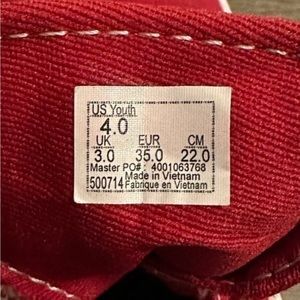 US Youth
4.0
UK EUR CM
3.0 35.0 22.0
Master PO# : 4001063768
Made in Vietnam
500714 Fabrique en Vietnam